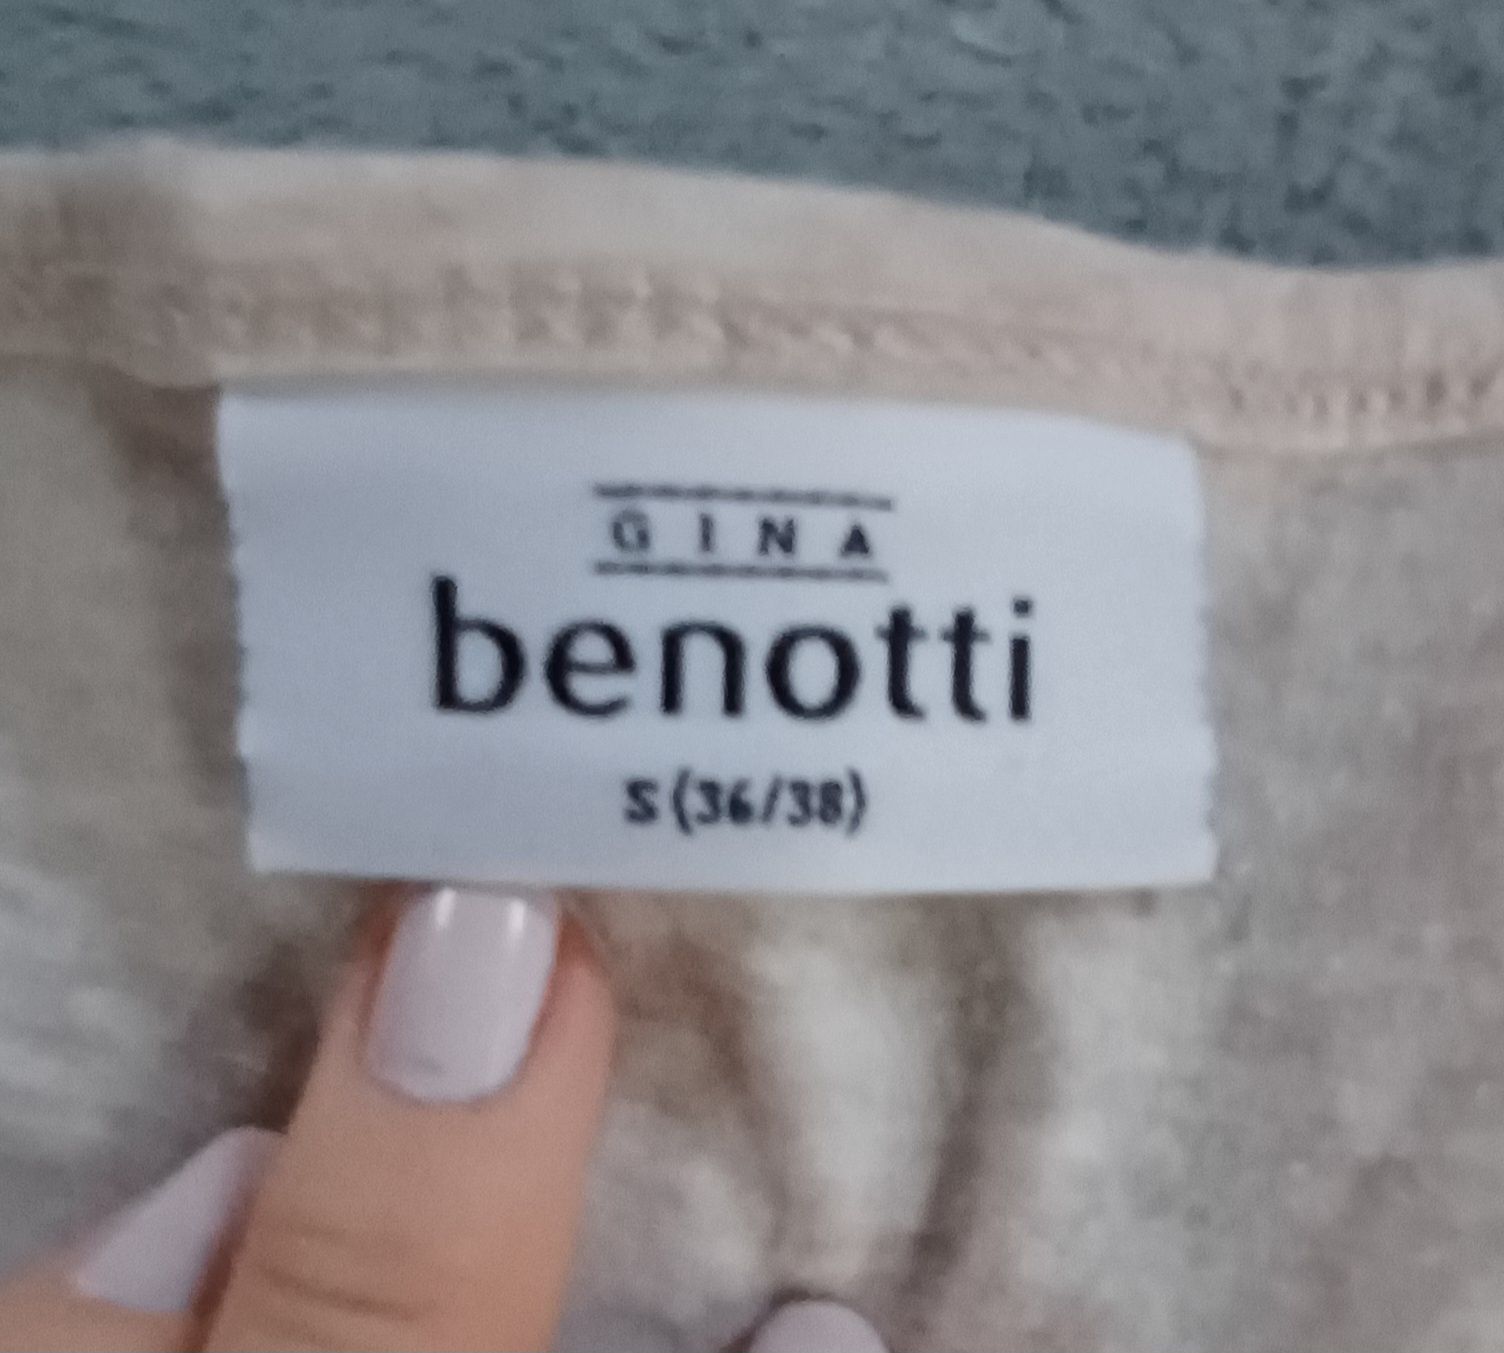 GINA
benotti
S (36/38)